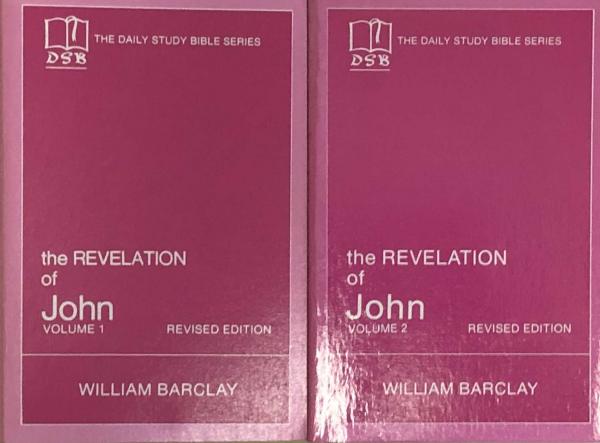 THE DAILY STUDY BIBLE SERIES
DSB
the REVELATION
of
John
VOLUME 1 REVISED EDITION
WILLIAM BARCLAY
THE DAILY STUDY BIBLE SERIES
DSB
the REVELATION
of
John
VOLUME 2 REVISED EDITION
WILLIAM BARCLAY